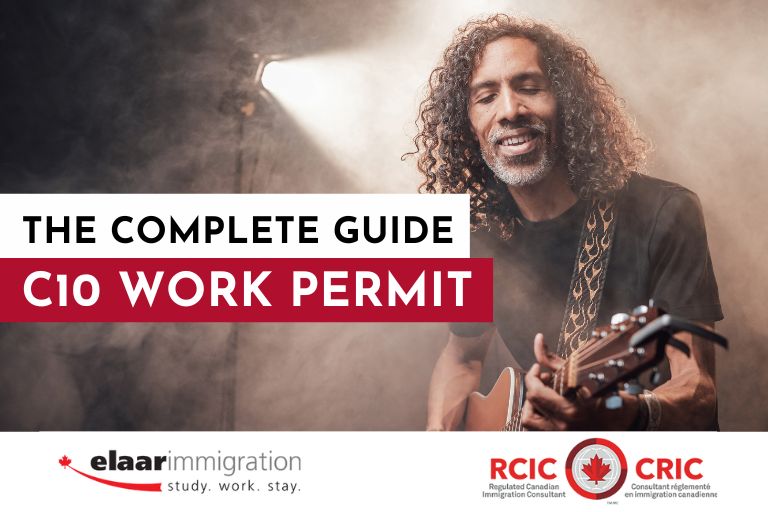 THE COMPLETE GUIDE
C10 WORK PERMIT
elaarimmigration
study. work. stay.
RCIC CRIC
Regulated Canadian
Immigration Consultant
Consultant réglementé
en immigration canadienne